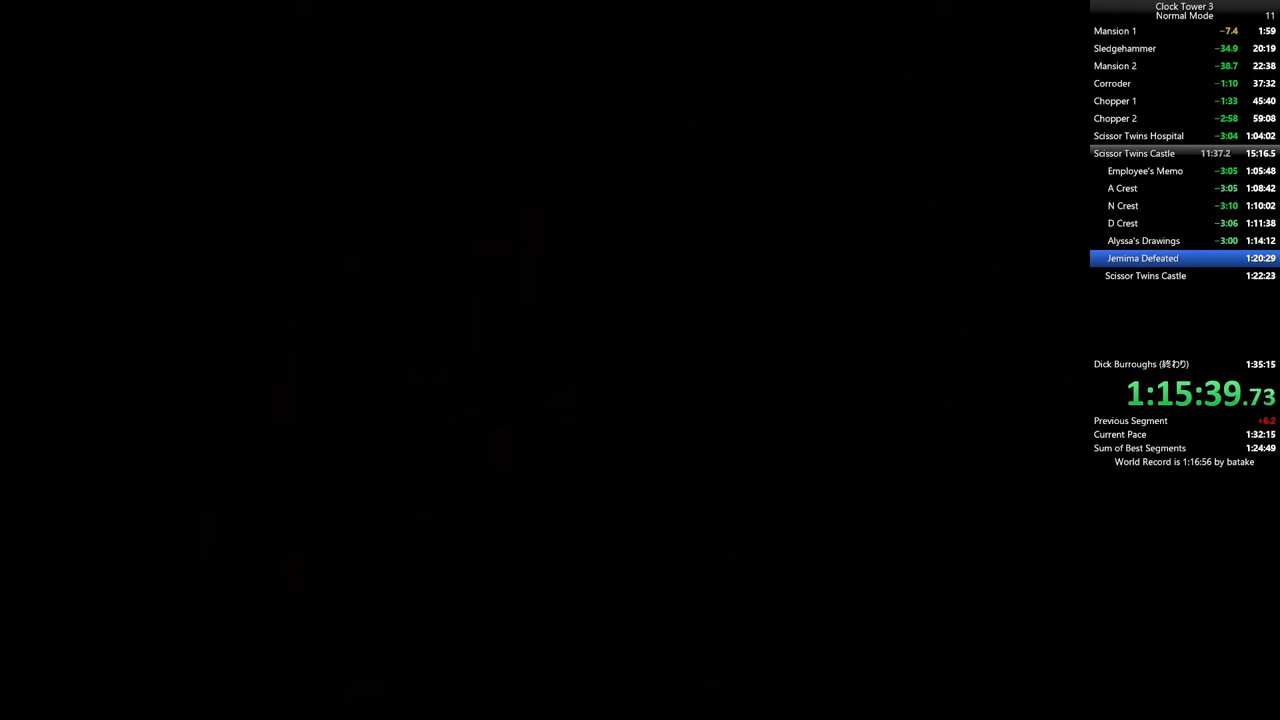 Clock Tower 3
Normal Mode 11
Mansion 1 −7.4 1:59
Sledgehammer −34.9 20:19
Mansion 2 −38.7 22:38
Corroder −1:10 37:32
Chopper 1 −1:33 45:40
Chopper 2 −2:58 59:08
Scissor Twins Hospital −3:04 1:04:02
Scissor Twins Castle 11:37.2 15:16.5
Employee's Memo −3:05 1:05:48
A Crest −3:05 1:08:42
N Crest −3:10 1:10:02
D Crest −3:06 1:11:38
Alyssa's Drawings −3:00 1:14:12
Jemima Defeated 1:20:29
Scissor Twins Castle 1:22:23
Dick Burroughs (終わり) 1:35:15
1:15:39.73
Previous Segment +6.2
Current Pace 1:32:15
Sum of Best Segments 1:24:49
World Record is 1:16:56 by batake